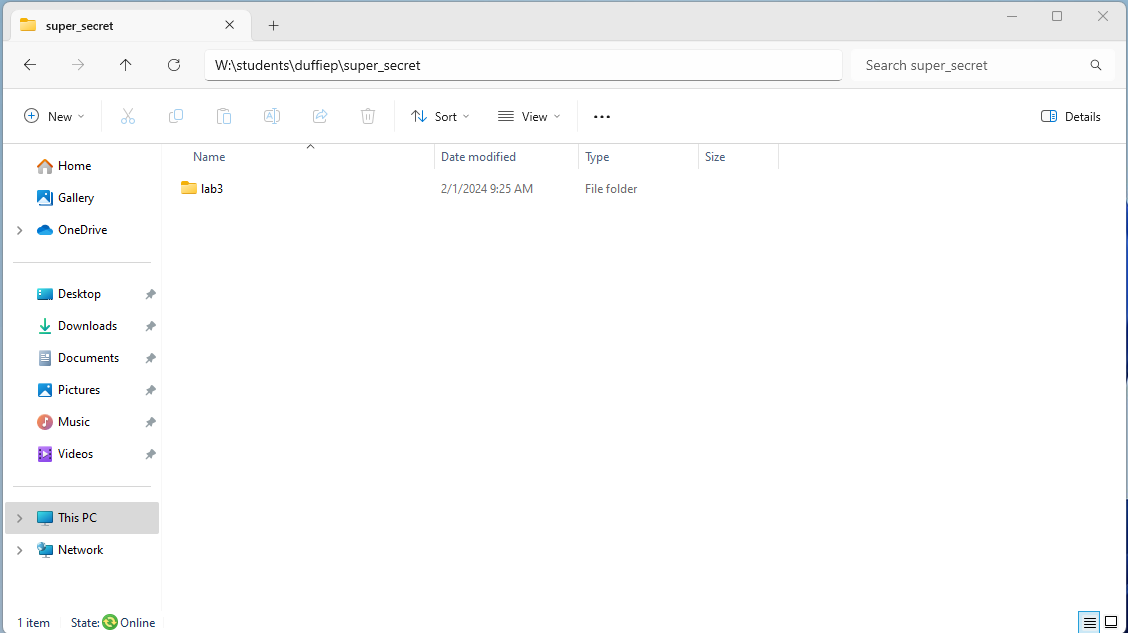 super_secret
W:\students\duffiep\super_secret
Search super_secret
New
Sort
View
Details
Home
Gallery
OneDrive
Desktop
Downloads
Documents
Pictures
Music
Videos
This PC
Network
Name Date modified Type Size
lab3 2/1/2024 9:25 AM File folder
1 item State: Online